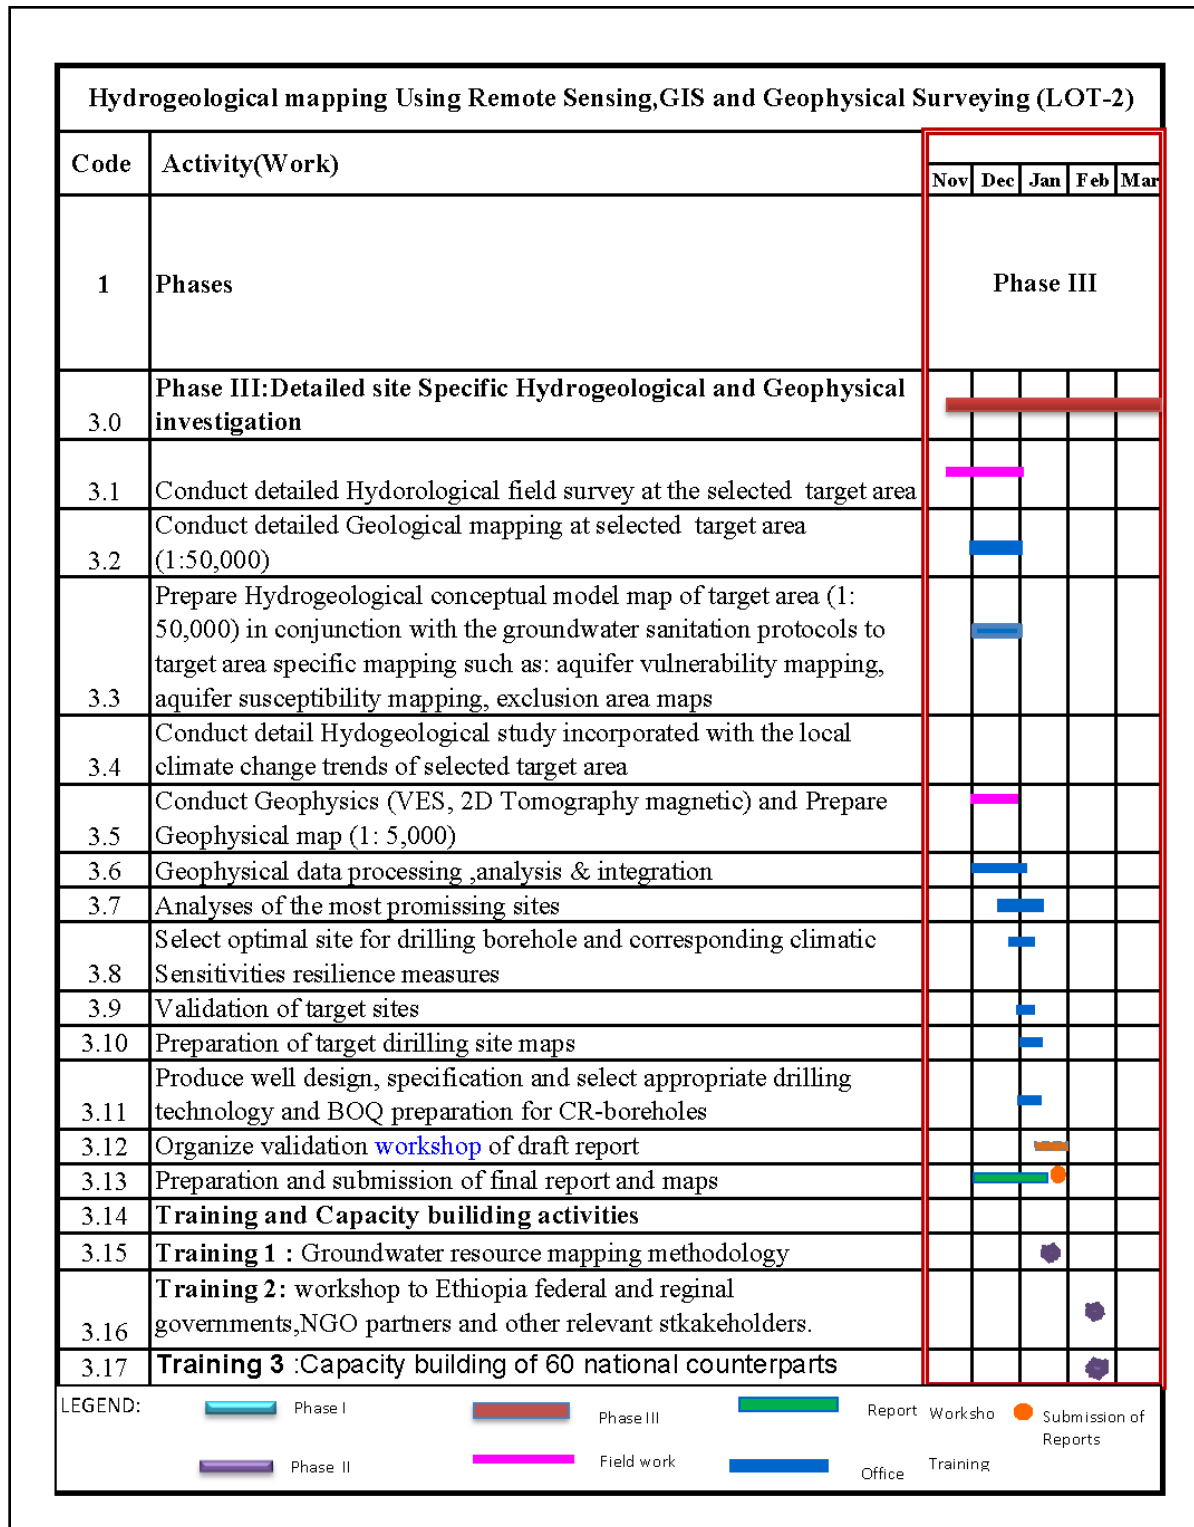 Hydrogeological mapping Using Remote Sensing,GIS and Geophysical Surveying (LOT-2)
Code
Activity(Work)
Nov Dec Jan Feb Mar
1
Phases
Phase III
Phase III:Detailed site Specific Hydrogeological and Geophysical
3.0 investigation
3.1 Conduct detailed Hydorological field survey at the selected target area
Conduct detailed Geological mapping at selected target area
3.2 (1:50,000)
Prepare Hydrogeological conceptual model map of target area (1:
50,000) in conjunction with the groundwater sanitation protocols to
target area specific mapping such as: aquifer vulnerability mapping,
3.3 aquifer susceptibility mapping, exclusion area maps
Conduct detail Hydogeological study incorporated with the local
3.4 climate change trends of selected target area
Conduct Geophysics (VES, 2D Tomography magnetic) and Prepare
3.5 Geophysical map (1: 5,000)
3.6 Geophysical data processing ,analysis & integration
3.7 Analyses of the most promissing sites
Select optimal site for drilling borehole and corresponding climatic
3.8 Sensitivities resilience measures
3.9 Validation of target sites
3.10 Preparation of target dirilling site maps
Produce well design, specification and select appropriate drilling
3.11 technology and BOQ preparation for CR-boreholes
3.12 Organize validation workshop of draft report
3.13 Preparation and submission of final report and maps
3.14 Training and Capacity builiding activities
3.15 Training 1 : Groundwater resource mapping methodology
Training 2: workshop to Ethiopia federal and reginal
3.16 governments,NGO partners and other relevant stkakeholders.
3.17 Training 3 :Capacity building of 60 national counterparts
LEGEND:
Phase I
Phase III
Report
Worksho
Submission of
Reports
Phase II
Field work
Office
Training